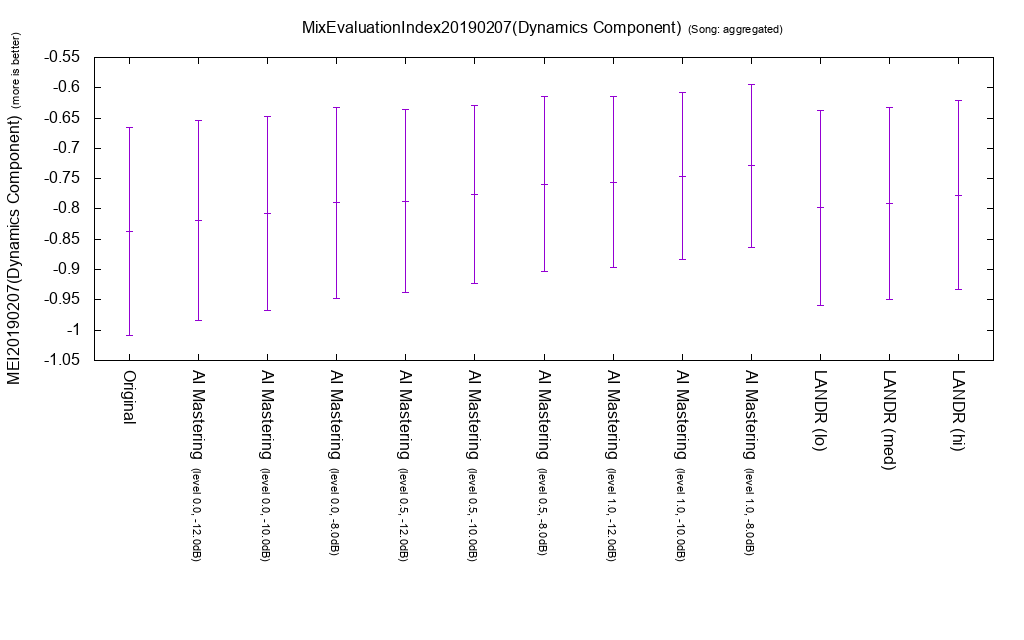 MixEvaluationIndex20190207(Dynamics Component) (Song: aggregated)
MEI20190207(Dynamics Component) (more is better)
-0.55
-0.6
-0.65
-0.7
-0.75
-0.8
-0.85
-0.9
-0.95
-1
-1.05
Original
AI Mastering (level 0.0, -12.0dB)
AI Mastering (level 0.0, -10.0dB)
AI Mastering (level 0.0, -8.0dB)
AI Mastering (level 0.5, -12.0dB)
AI Mastering (level 0.5, -10.0dB)
AI Mastering (level 0.5, -8.0dB)
AI Mastering (level 1.0, -12.0dB)
AI Mastering (level 1.0, -10.0dB)
AI Mastering (level 1.0, -8.0dB)
LANDR (lo)
LANDR (med)
LANDR (hi)